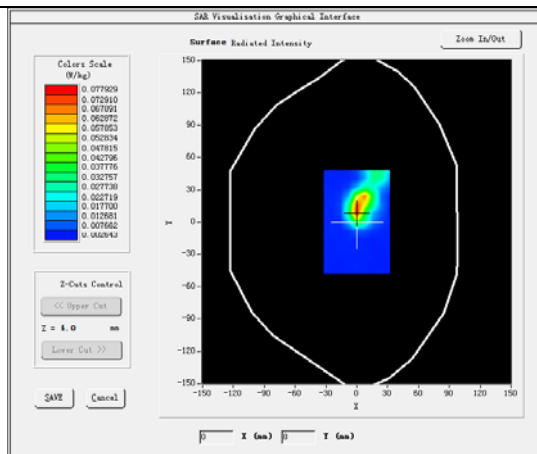 SAR Visualisation Graphical Interface
Surface Radiated Intensity
Zoom In/Out
Colors Scale
(W/kg)
0.077929
0.072910
0.067891
0.062872
0.057853
0.052834
0.047815
0.042796
0.037776
0.032757
0.027738
0.022719
0.017700
0.012681
0.007662
0.002643
150
120
90
60
30
0
-30
-60
-90
-120
-150
Y
-150 -120 -90 -60 -30 0 30 60 90 120 150
X
Z-Cuts Control
<< Upper Cut
Z = 4.0 mm
Lower Cut >>
SAVE Cancel
0 X (mm) 8 Y (mm)